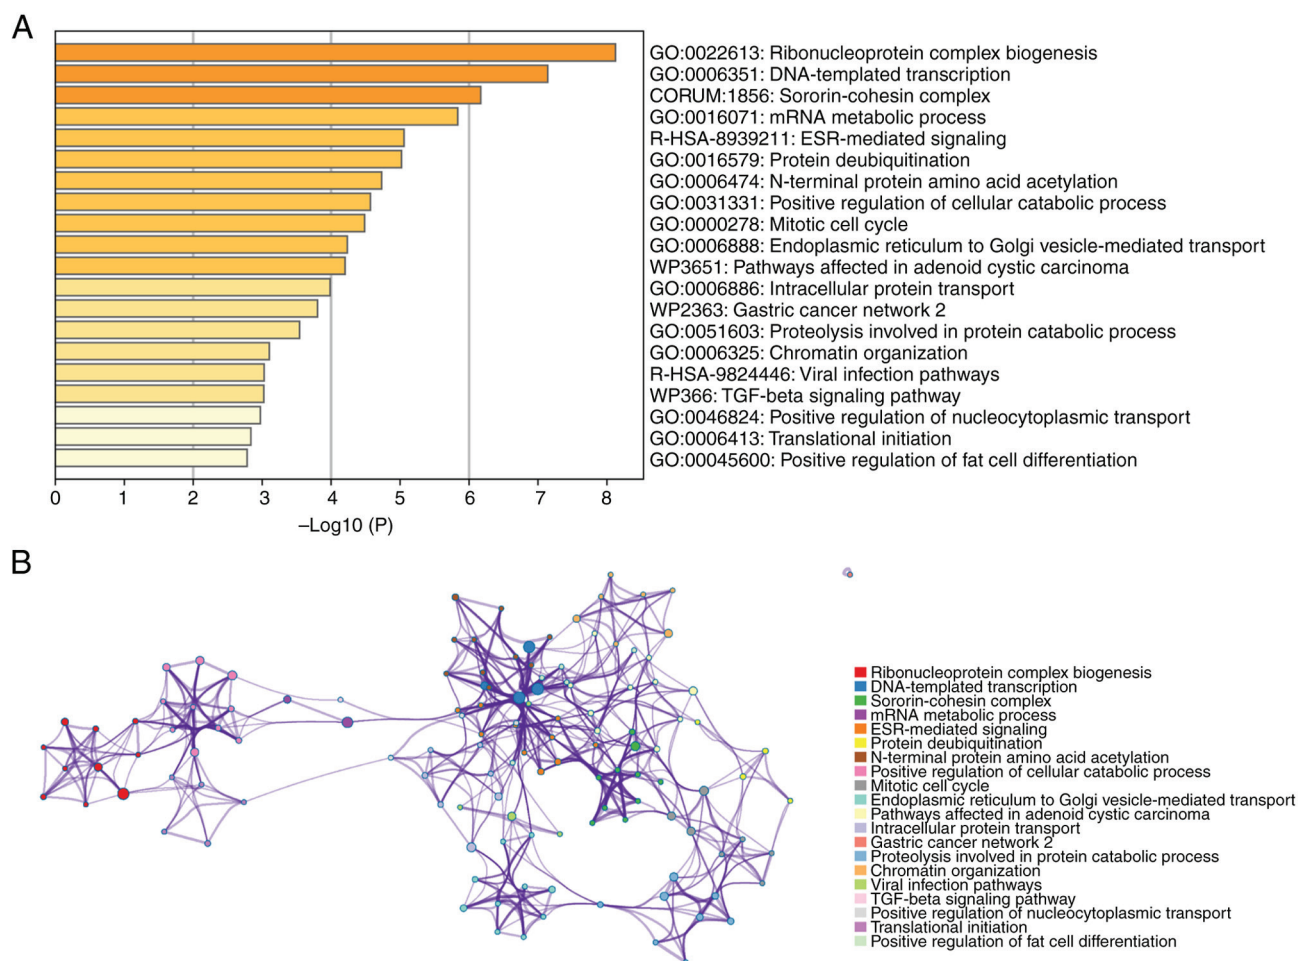 A
GO:0022613: Ribonucleoprotein complex biogenesis
GO:0006351: DNA-templated transcription
CORUM:1856: Sororin-cohesin complex
GO:0016071: mRNA metabolic process
R-HSA-8939211: ESR-mediated signaling
GO:0016579: Protein deubiquitination
GO:0006474: N-terminal protein amino acid acetylation
GO:0031331: Positive regulation of cellular catabolic process
GO:0000278: Mitotic cell cycle
GO:0006888: Endoplasmic reticulum to Golgi vesicle-mediated transport
WP3651: Pathways affected in adenoid cystic carcinoma
GO:0006886: Intracellular protein transport
WP2363: Gastric cancer network 2
GO:0051603: Proteolysis involved in protein catabolic process
GO:0006325: Chromatin organization
R-HSA-9824446: Viral infection pathways
WP366: TGF-beta signaling pathway
GO:0046824: Positive regulation of nucleocytoplasmic transport
GO:0006413: Translational initiation
GO:00045600: Positive regulation of fat cell differentiation
0 1 2 3 4 5 6 7 8
–Log10 (P)
B
Ribonucleoprotein complex biogenesis
DNA-templated transcription
Sororin-cohesin complex
mRNA metabolic process
ESR-mediated signaling
Protein deubiquitination
N-terminal protein amino acid acetylation
Positive regulation of cellular catabolic process
Mitotic cell cycle
Endoplasmic reticulum to Golgi vesicle-mediated transport
Pathways affected in adenoid cystic carcinoma
Intracellular protein transport
Gastric cancer network 2
Proteolysis involved in protein catabolic process
Chromatin organization
Viral infection pathways
TGF-beta signaling pathway
Positive regulation of nucleocytoplasmic transport
Translational initiation
Positive regulation of fat cell differentiation